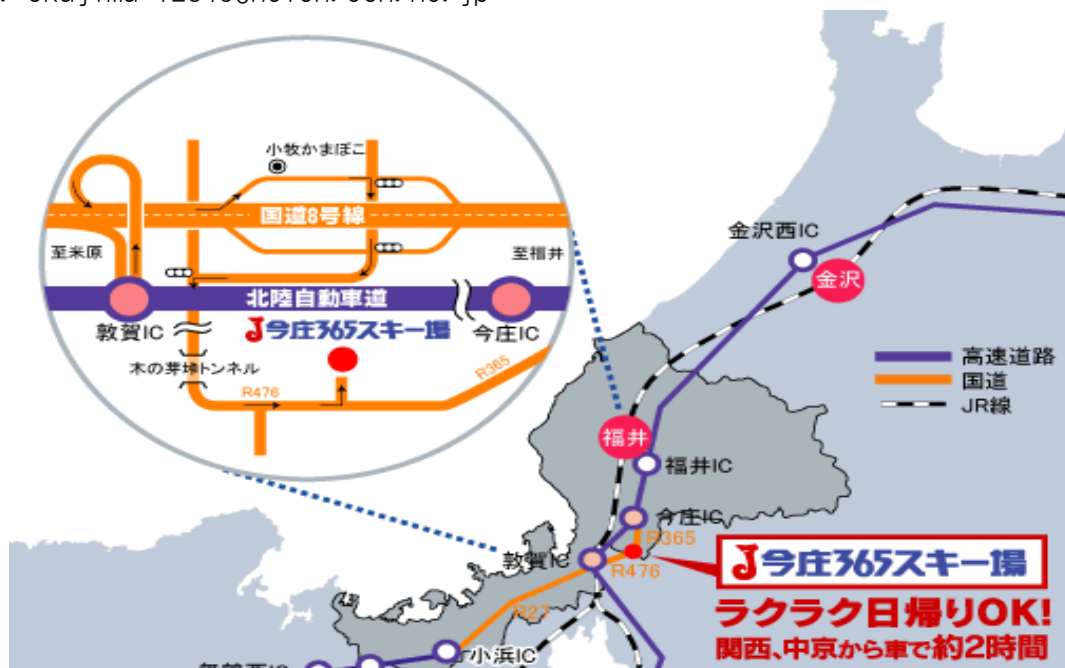 小牧かまぼこ
国道8号線
至米原
至福井
北陸自動車道
敦賀IC
今庄365スキー場
今庄IC
木の芽峠トンネル
R476
R365
金沢西IC
金沢
高速道路
国道
JR線
福井
福井IC
今庄IC
R365
敦賀IC
R476
R27
小浜IC
今庄365スキー場
ラクラク日帰りOK!
関西、中京から車で約2時間